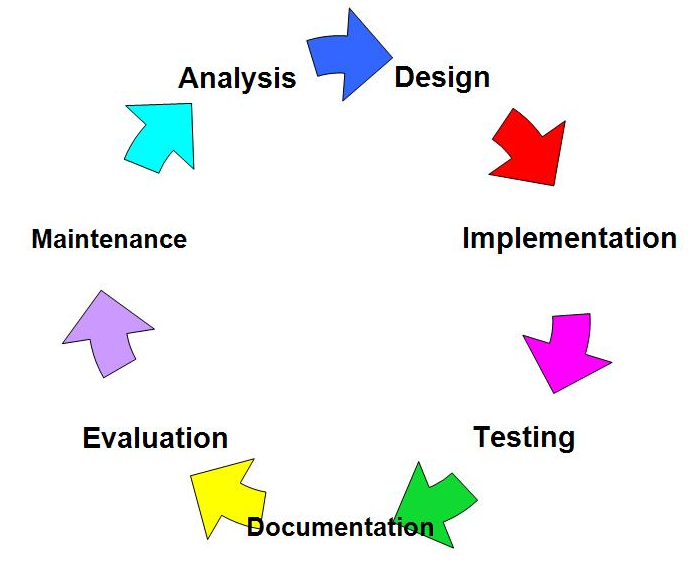 Analysis
Design
Implementation
Testing
Documentation
Evaluation
Maintenance